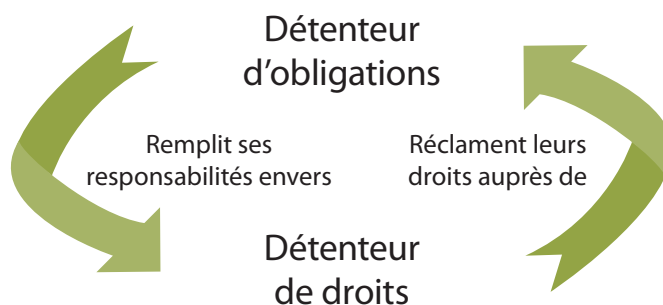 Détenteur
d’obligations
Remplit ses
responsabilités envers
Réclament leurs
droits auprès de
Détenteur
de droits